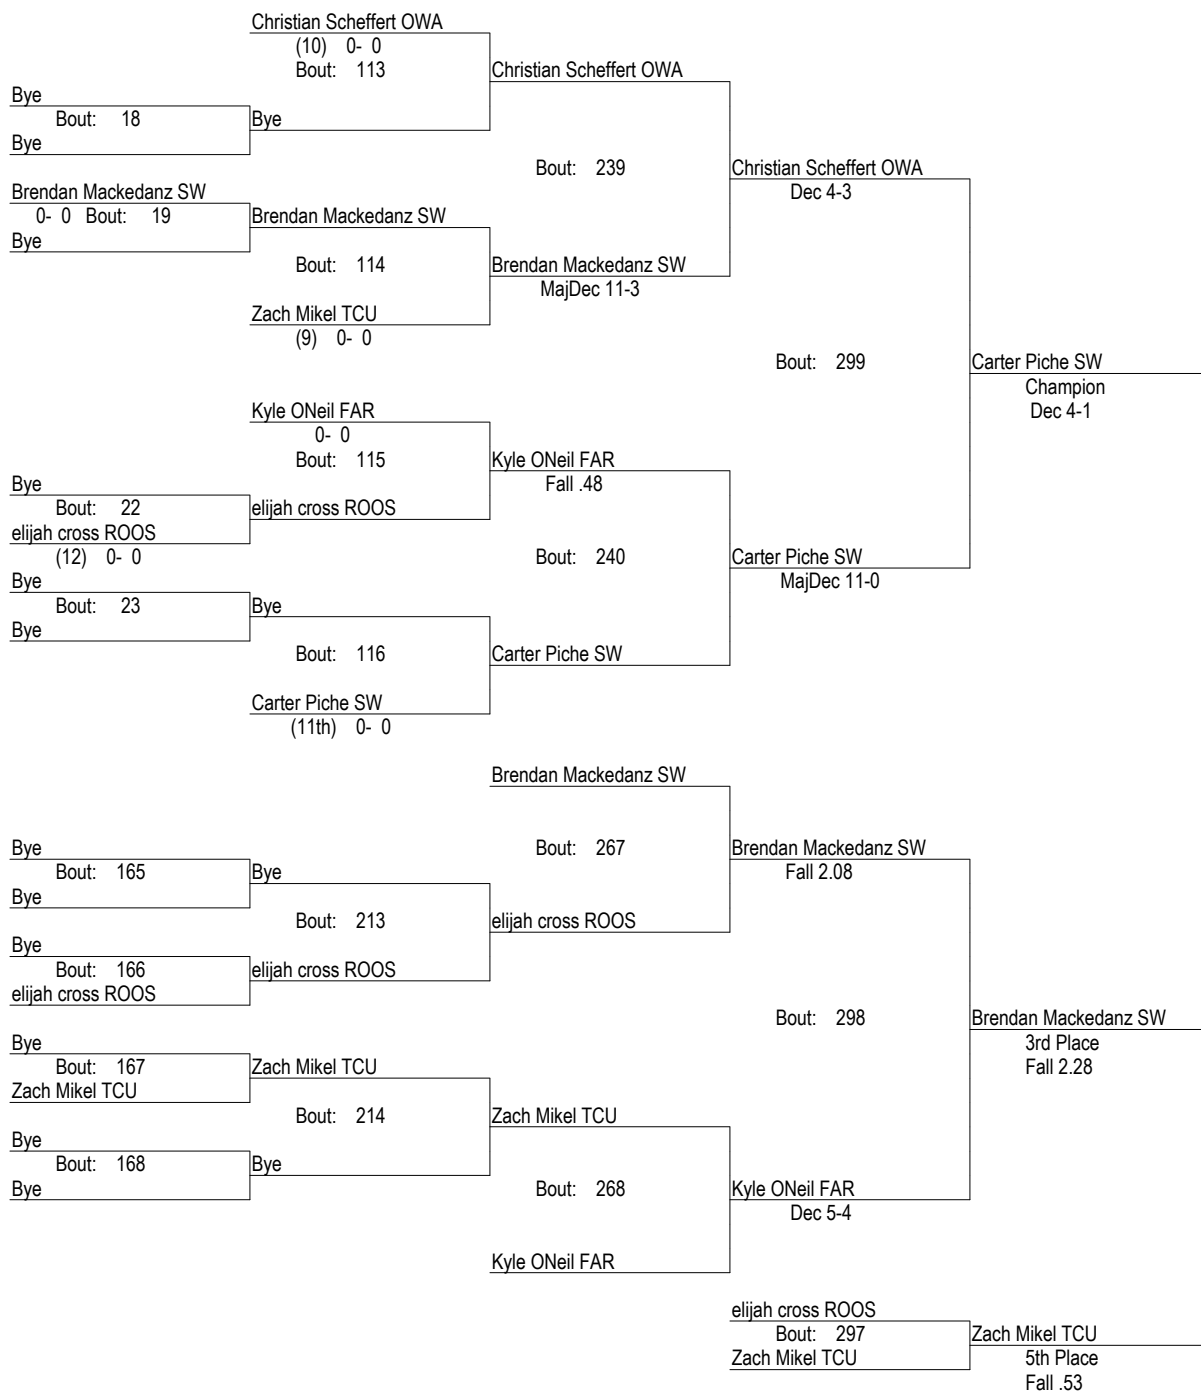 Christian Scheffert OWA
(10) 0- 0
Bout: 113
Christian Scheffert OWA
Bye
Bout: 18
Bye
Bye
Bout: 239
Christian Scheffert OWA
Dec 4-3
Brendan Mackedanz SW
0- 0 Bout: 19
Brendan Mackedanz SW
Bye
Bout: 114
Brendan Mackedanz SW
MajDec 11-3
Zach Mikel TCU
(9) 0- 0
Bout: 299
Carter Piche SW
Champion
Dec 4-1
Kyle ONeil FAR
0- 0
Bout: 115
Kyle ONeil FAR
Fall .48
Bye
Bout: 22
elijah cross ROOS
elijah cross ROOS
(12) 0- 0
Bout: 240
Carter Piche SW
MajDec 11-0
Bye
Bout: 23
Bye
Bye
Bout: 116
Carter Piche SW
Carter Piche SW
(11th) 0- 0
Brendan Mackedanz SW
Bout: 267
Brendan Mackedanz SW
Fall 2.08
Bye
Bout: 165
Bye
Bye
Bout: 213
elijah cross ROOS
Bye
Bout: 166
elijah cross ROOS
elijah cross ROOS
Bout: 298
Brendan Mackedanz SW
3rd Place
Fall 2.28
Bye
Bout: 167
Zach Mikel TCU
Zach Mikel TCU
Bout: 214
Zach Mikel TCU
Bye
Bout: 168
Bye
Bye
Bout: 268
Kyle ONeil FAR
Dec 5-4
Kyle ONeil FAR
elijah cross ROOS
Bout: 297
Zach Mikel TCU
Zach Mikel TCU
5th Place
Fall .53